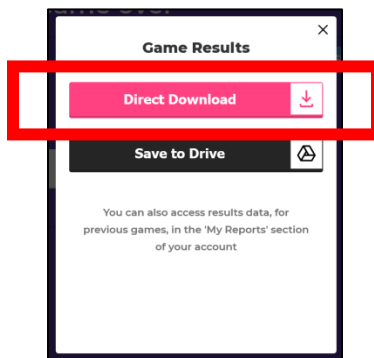 Game Results
Direct Download
Save to Drive
You can also access results data, for
previous games, in the 'My Reports' section
of your account